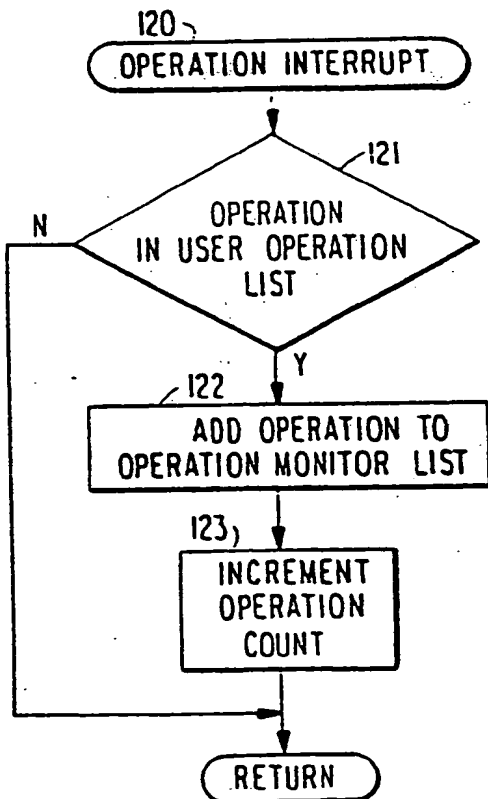 120
OPERATION INTERRUPT
121
OPERATION
IN USER OPERATION
LIST
N
Y
122
ADD OPERATION TO
OPERATION MONITOR LIST
123
INCREMENT
OPERATION
COUNT
RETURN